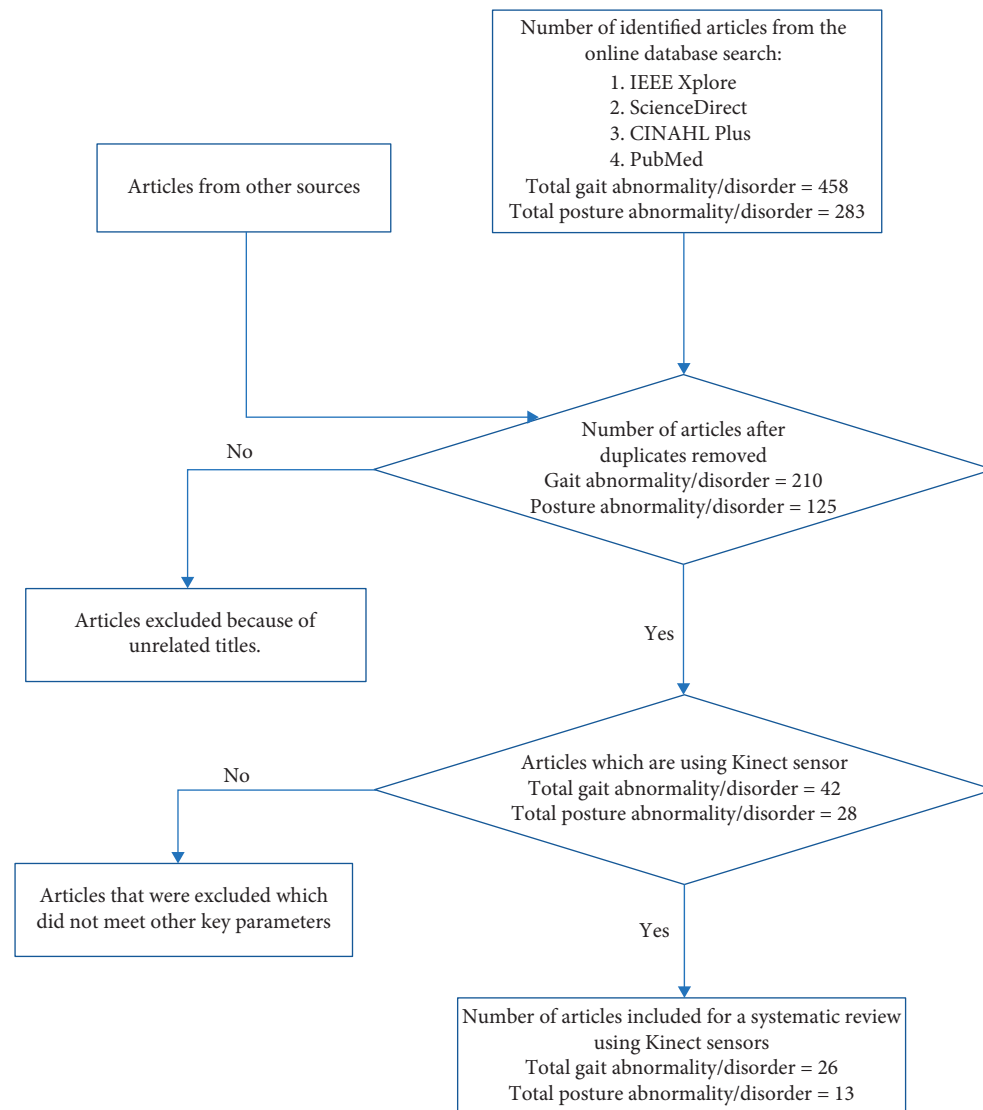 Number of identified articles from the
online database search:
1. IEEE Xplore
2. ScienceDirect
3. CINAHL Plus
4. PubMed
Total gait abnormality/disorder = 458
Total posture abnormality/disorder = 283
Articles from other sources
Number of articles after
duplicates removed
Gait abnormality/disorder = 210
Posture abnormality/disorder = 125
No
Articles excluded because of
unrelated titles.
Yes
Articles which are using Kinect sensor
Total gait abnormality/disorder = 42
Total posture abnormality/disorder = 28
No
Articles that were excluded which
did not meet other key parameters
Yes
Number of articles included for a systematic review
using Kinect sensors
Total gait abnormality/disorder = 26
Total posture abnormality/disorder = 13